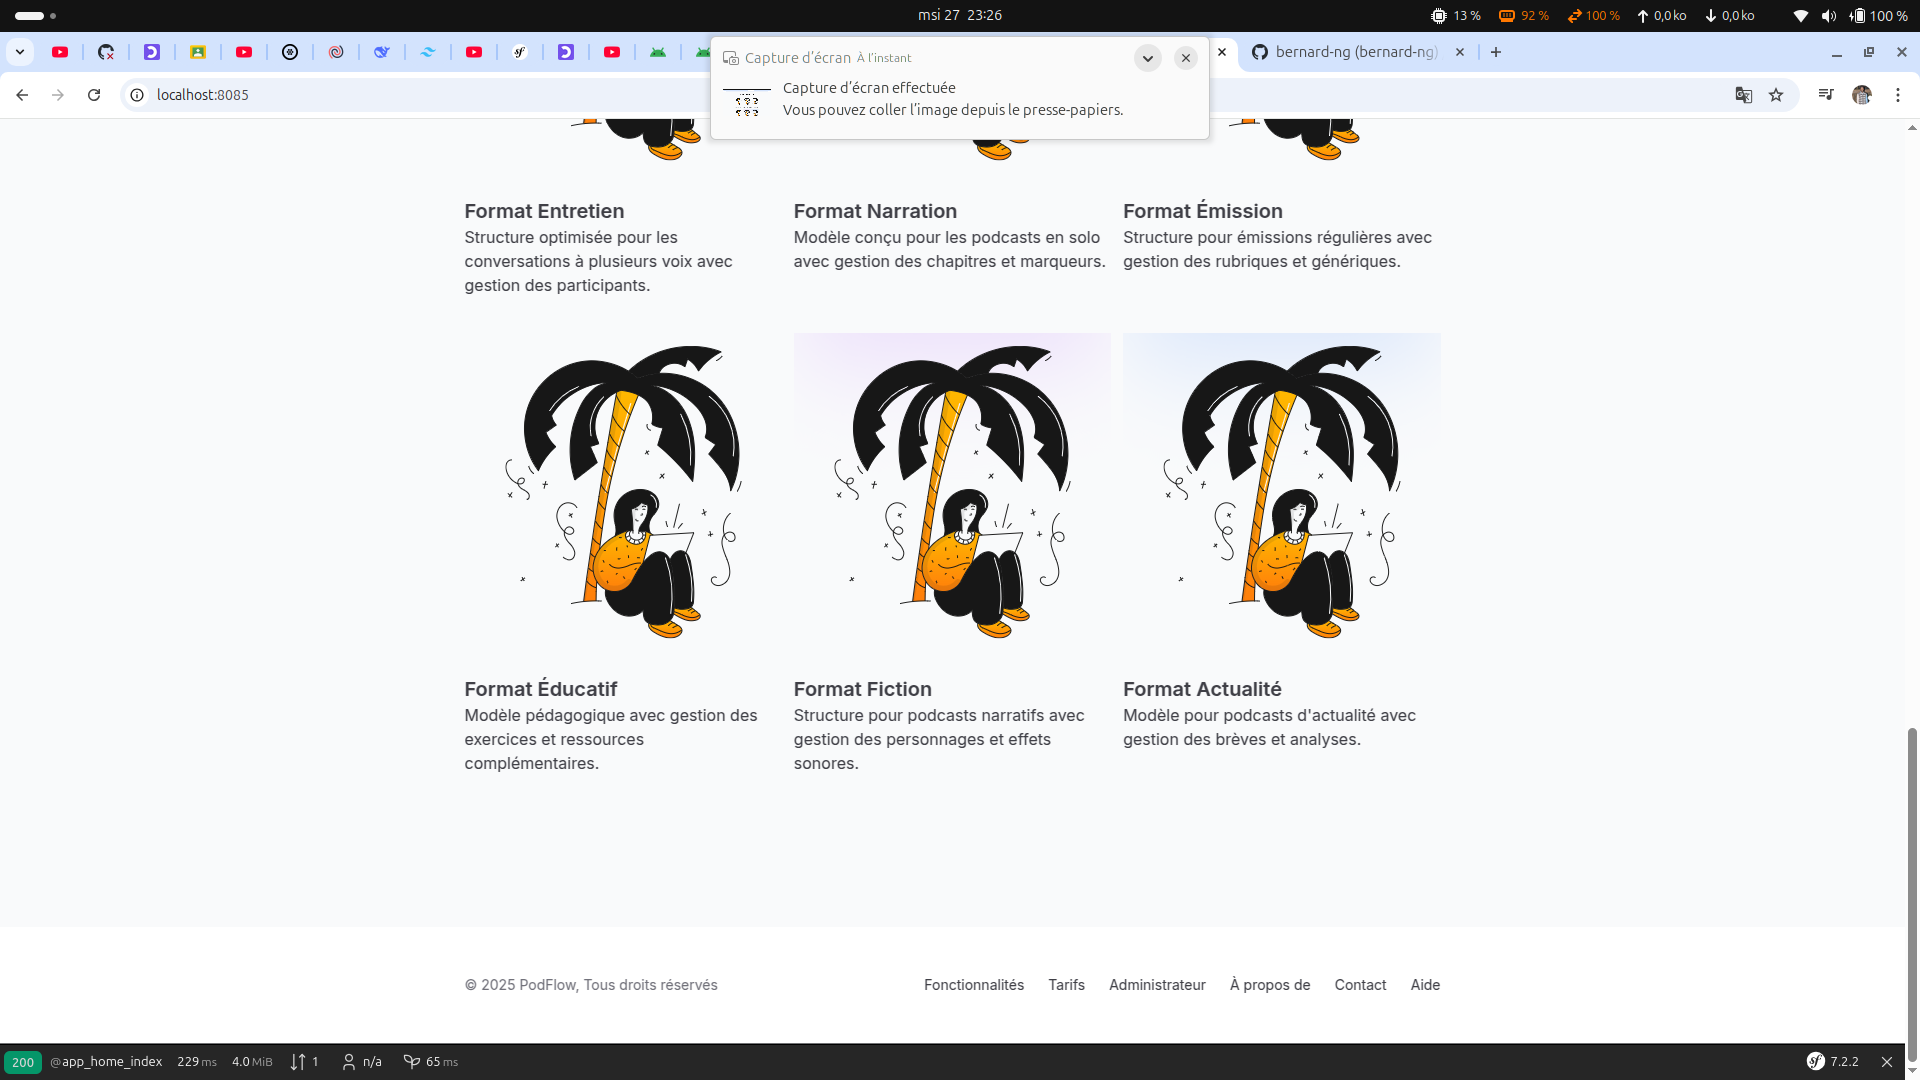 msi 27 23:26
13 %
92 %
100 %
0,0 ko
0,0 ko
100 %
bernard-ng (bernard-ng)
localhost:8085
Capture d’écran À l’instant
Capture d’écran effectuée
Vous pouvez coller l’image depuis le presse-papiers.
Format Entretien
Structure optimisée pour les
conversations à plusieurs voix avec
gestion des participants.
Format Narration
Modèle conçu pour les podcasts en solo
avec gestion des chapitres et marqueurs.
Format Émission
Structure pour émissions régulières avec
gestion des rubriques et génériques.
Format Éducatif
Modèle pédagogique avec gestion des
exercices et ressources
complémentaires.
Format Fiction
Structure pour podcasts narratifs avec
gestion des personnages et effets
sonores.
Format Actualité
Modèle pour podcasts d'actualité avec
gestion des brèves et analyses.
© 2025 PodFlow, Tous droits réservés
Fonctionnalités Tarifs Administrateur À propos de Contact Aide
200 @app_home_index 229 ms 4.0 MiB 1 n/a 65 ms sf 7.2.2